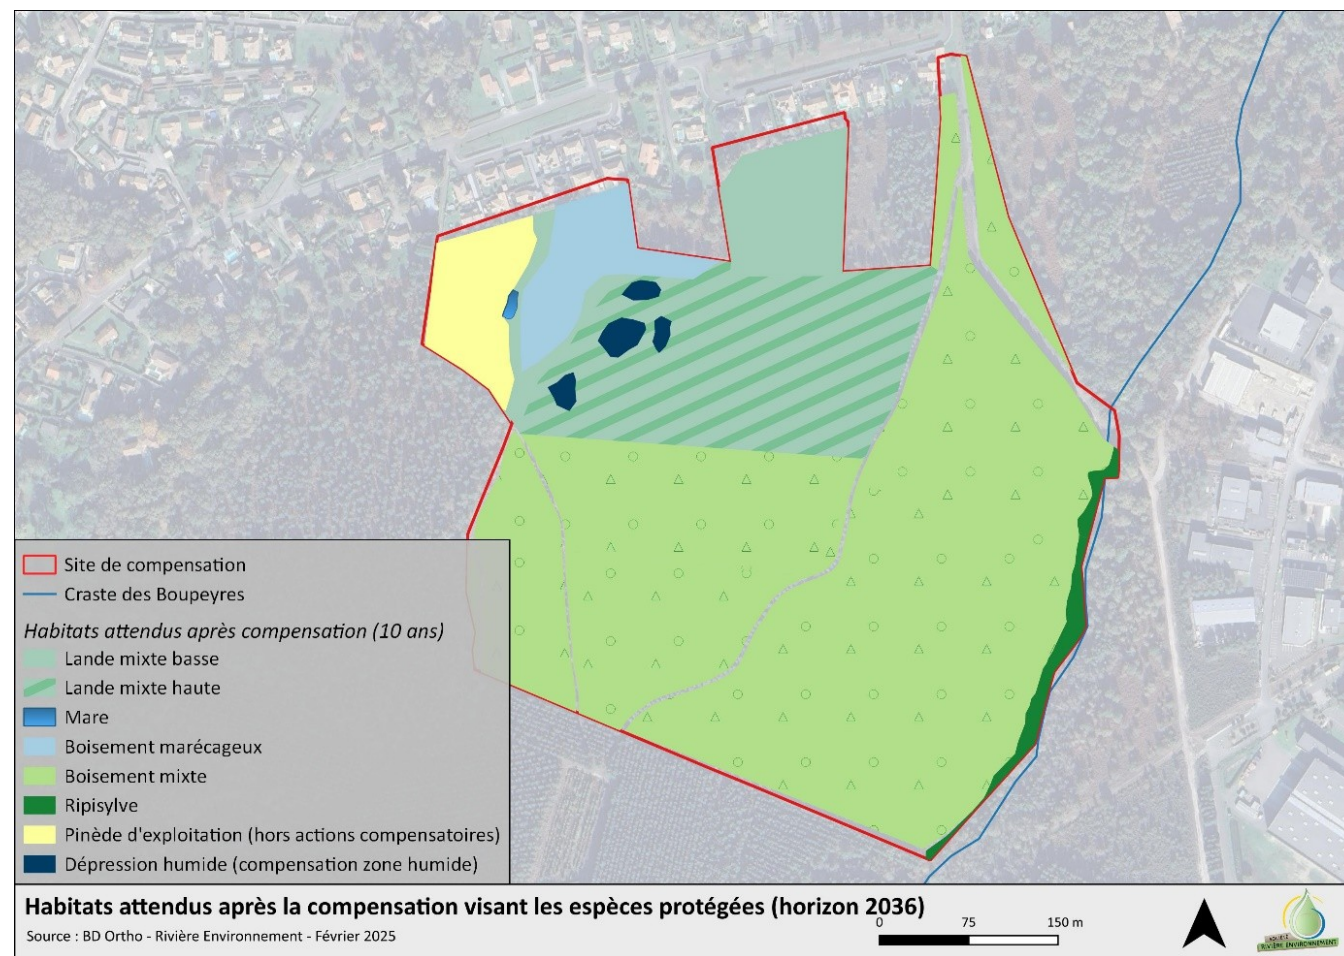 Site de compensation
Craste des Boupeyres
Habitats attendus après compensation (10 ans)
Lande mixte basse
Lande mixte haute
Mare
Boisement marécageux
Boisement mixte
Ripisylve
Pinède d'exploitation (hors actions compensatoires)
Dépression humide (compensation zone humide)
Habitats attendus après la compensation visant les espèces protégées (horizon 2036)
Source : BD Ortho - Rivière Environnement - Février 2025
0 75 150 m
RIVIÈRE ENVIRONNEMENT